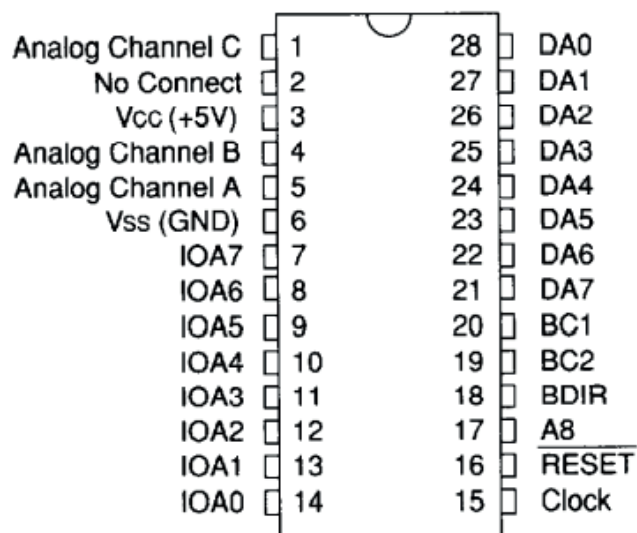 Analog Channel C 1 28 DA0
No Connect 2 27 DA1
Vcc (+5V) 3 26 DA2
Analog Channel B 4 25 DA3
Analog Channel A 5 24 DA4
Vss (GND) 6 23 DA5
IOA7 7 22 DA6
IOA6 8 21 DA7
IOA5 9 20 BC1
IOA4 10 19 BC2
IOA3 11 18 BDIR
IOA2 12 17 A8
IOA1 13 16 RESET
IOA0 14 15 Clock